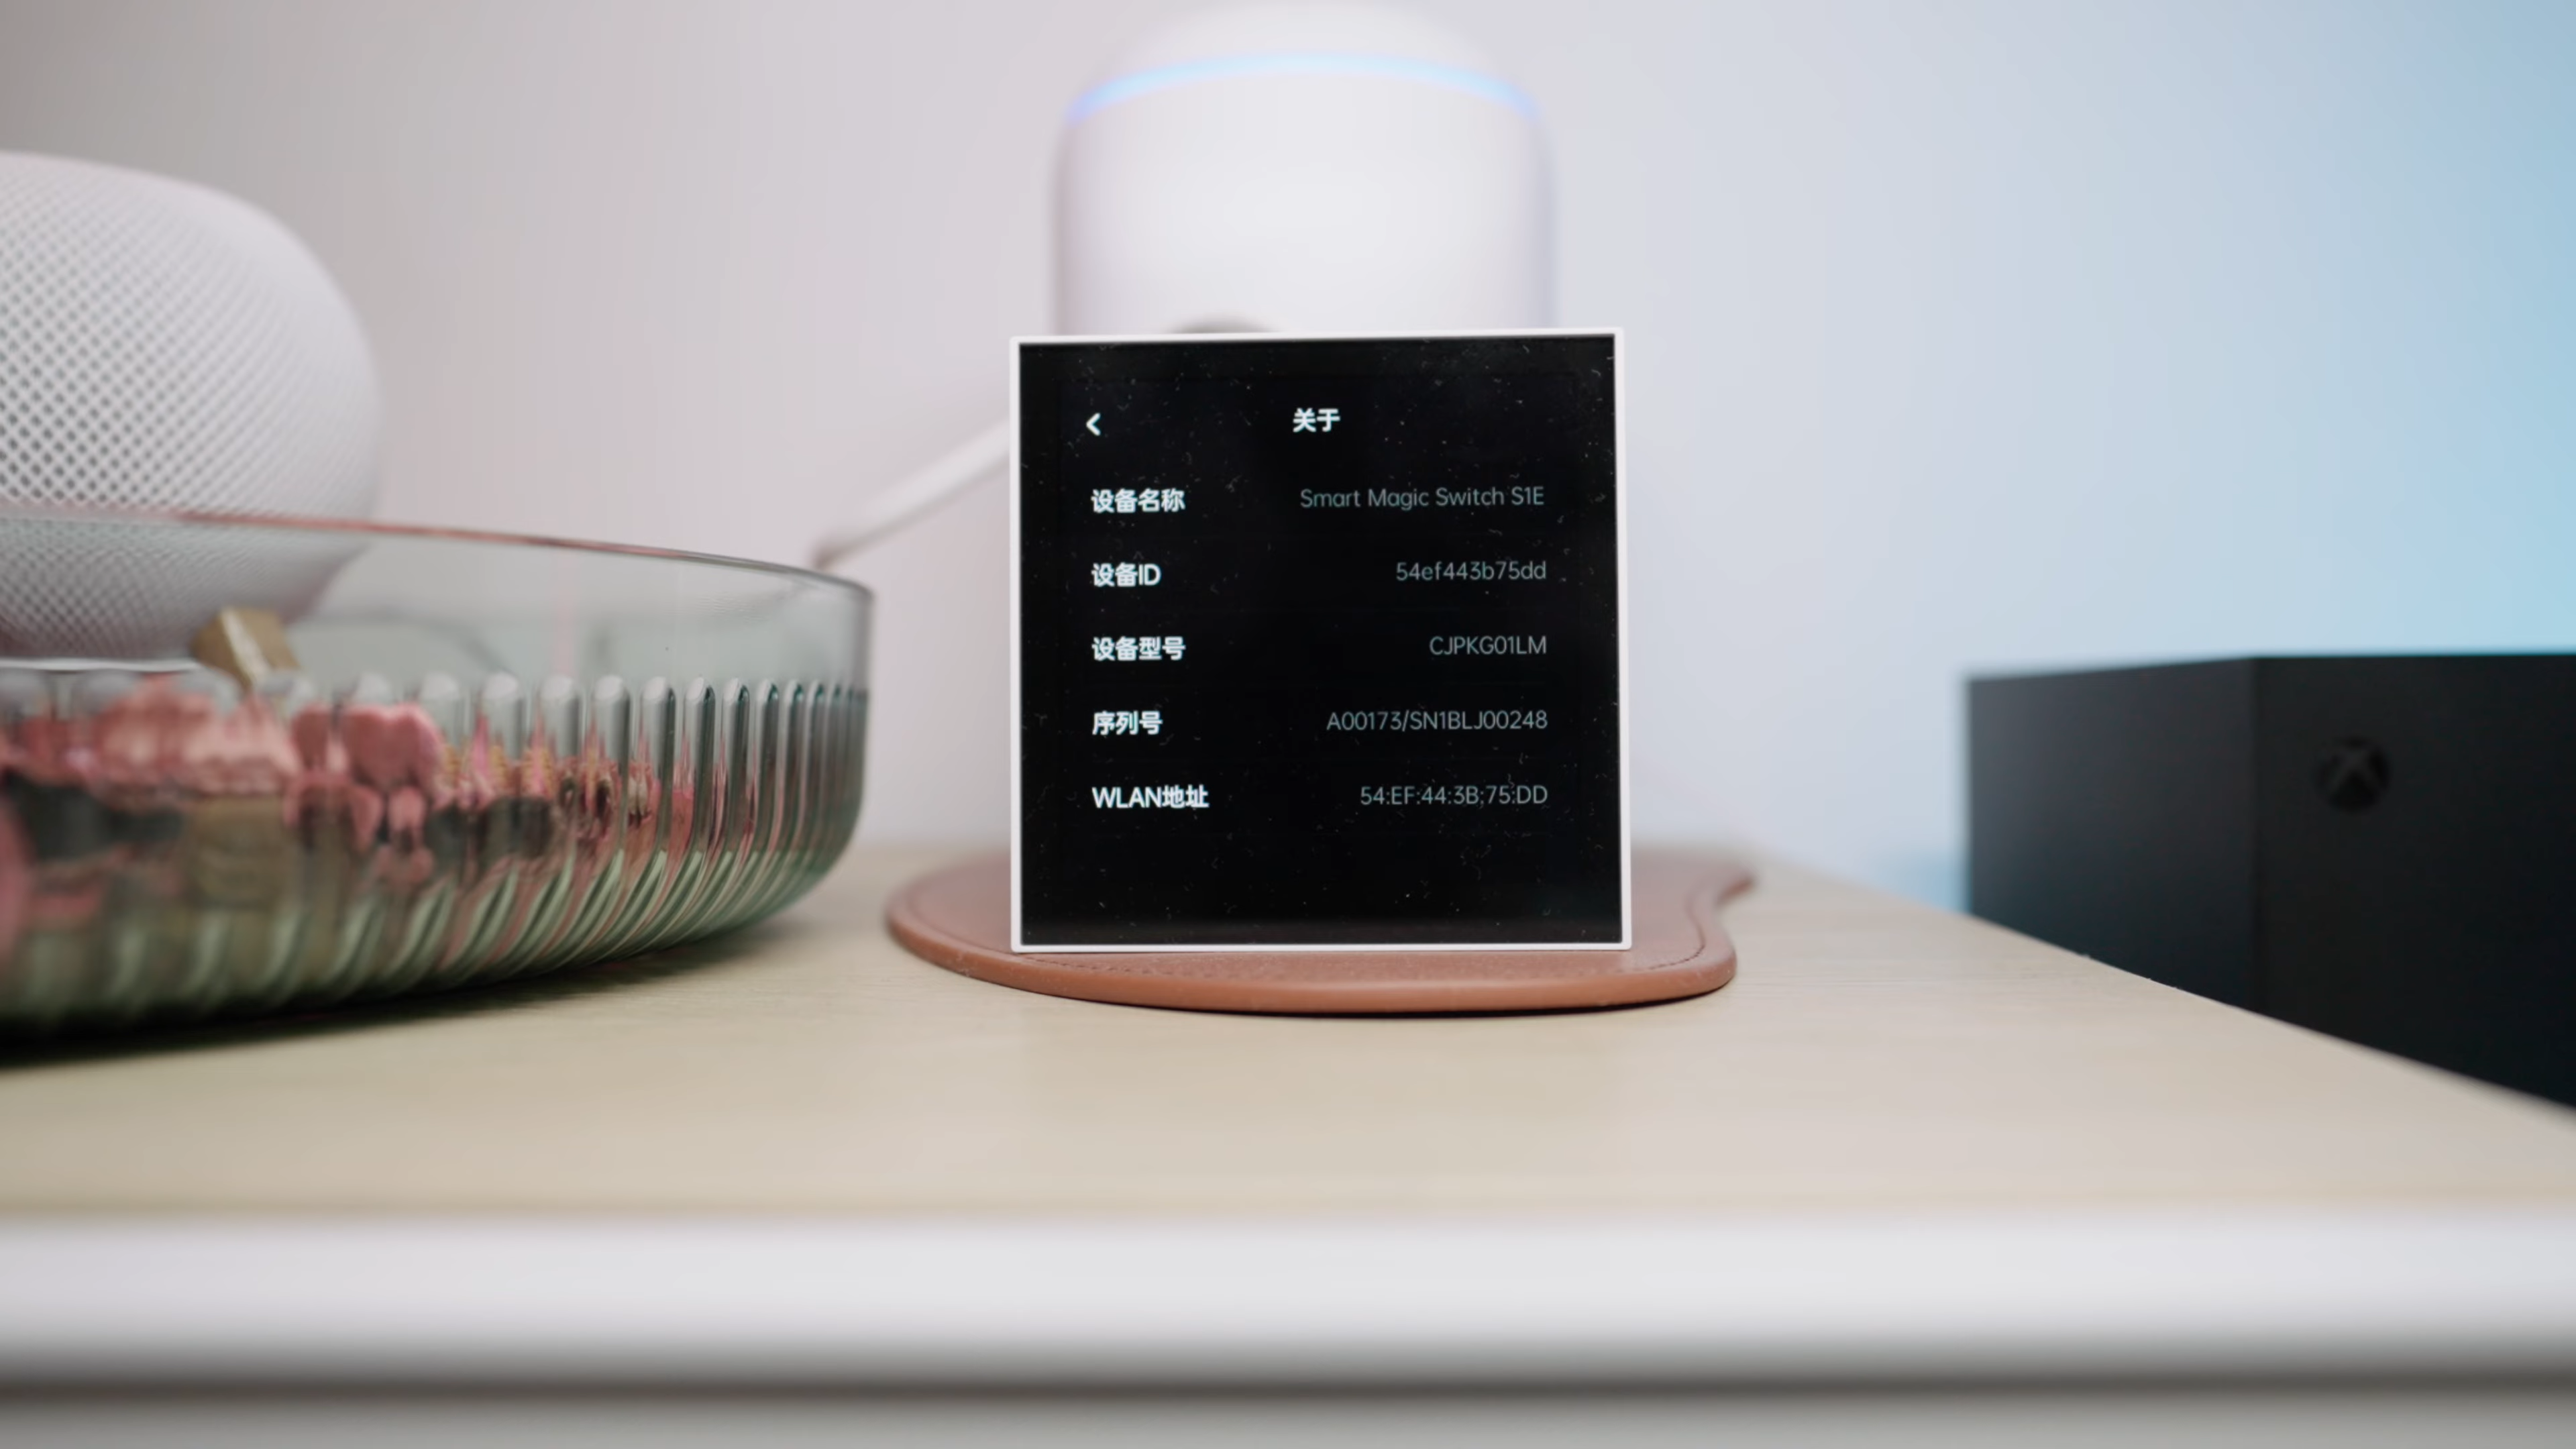 关于
设备名称 Smart Magic Switch S1E
设备ID 54ef443b75dd
设备型号 CJPKG01LM
序列号 A00173/SN1BLJ00248
WLAN地址 54:EF:44:3B:75:DD